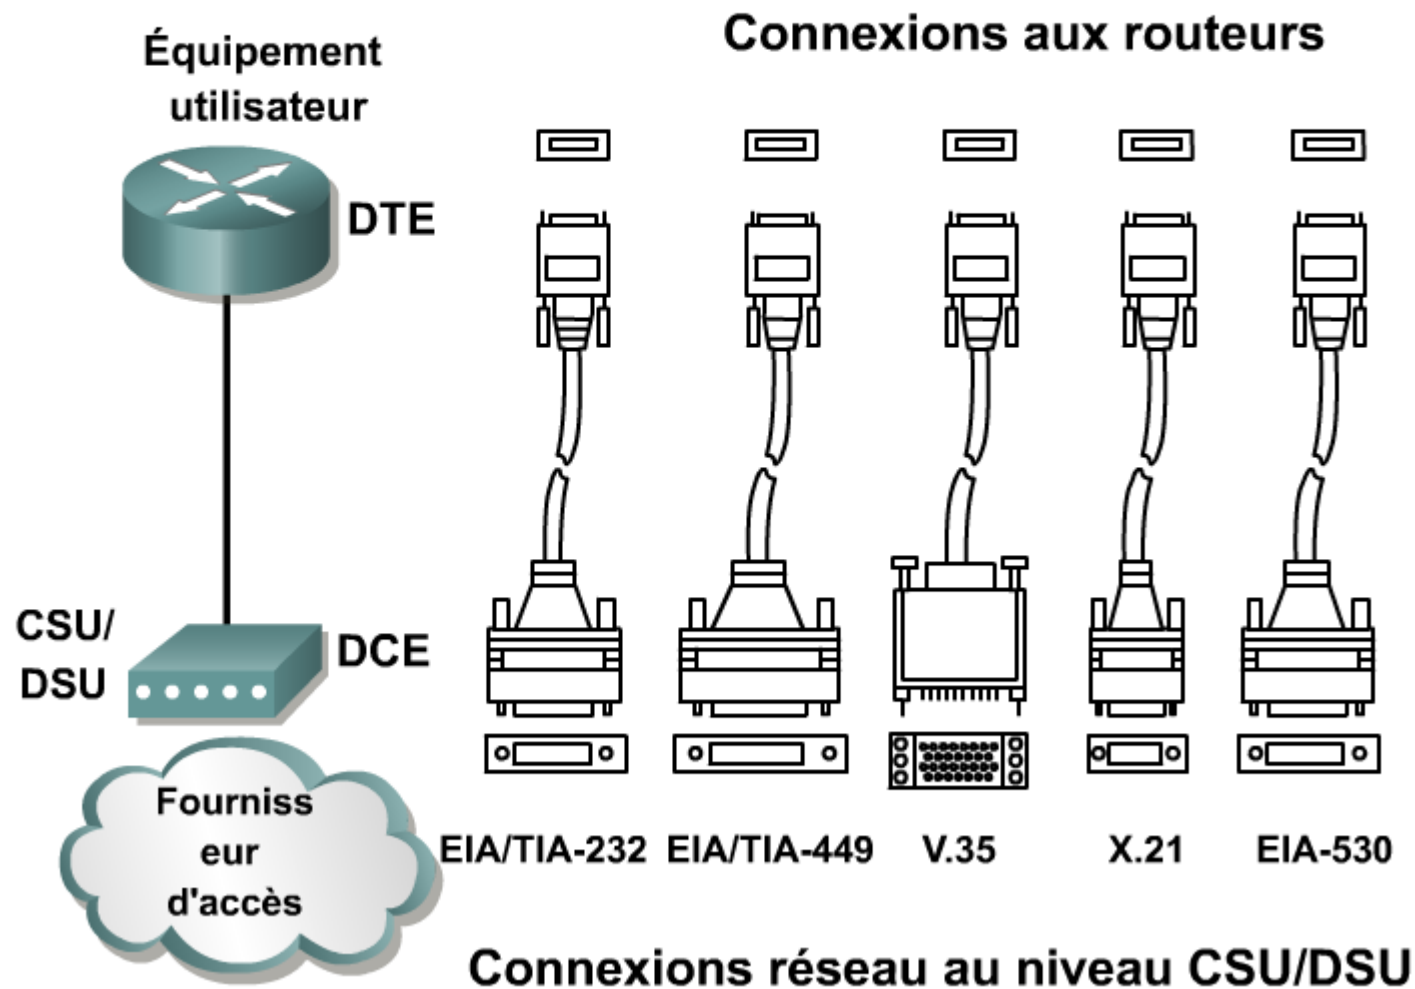 Connexions aux routeurs
Équipement
utilisateur
DTE
CSU/
DSU
DCE
Fourniss
eur
d'accès
EIA/TIA-232 EIA/TIA-449 V.35 X.21 EIA-530
Connexions réseau au niveau CSU/DSU